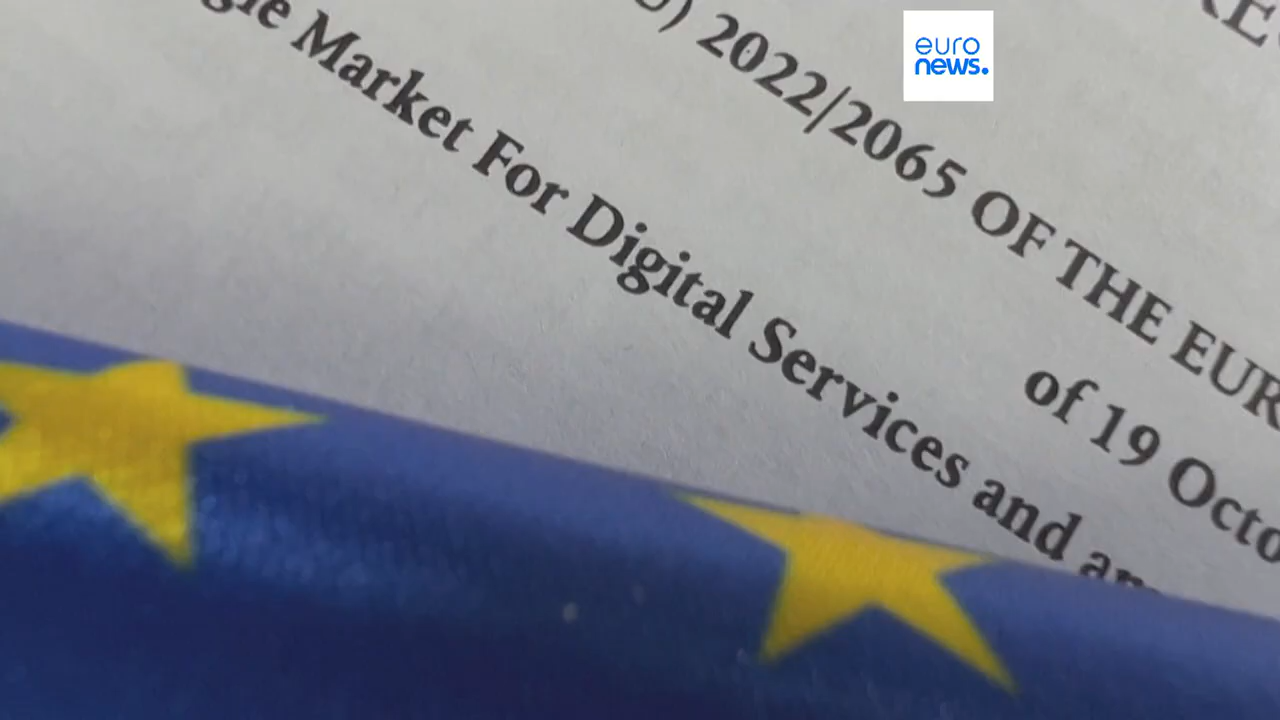 euro
news.
2022/2065 OF THE EUR
of 19 Octo
Market For Digital Services and